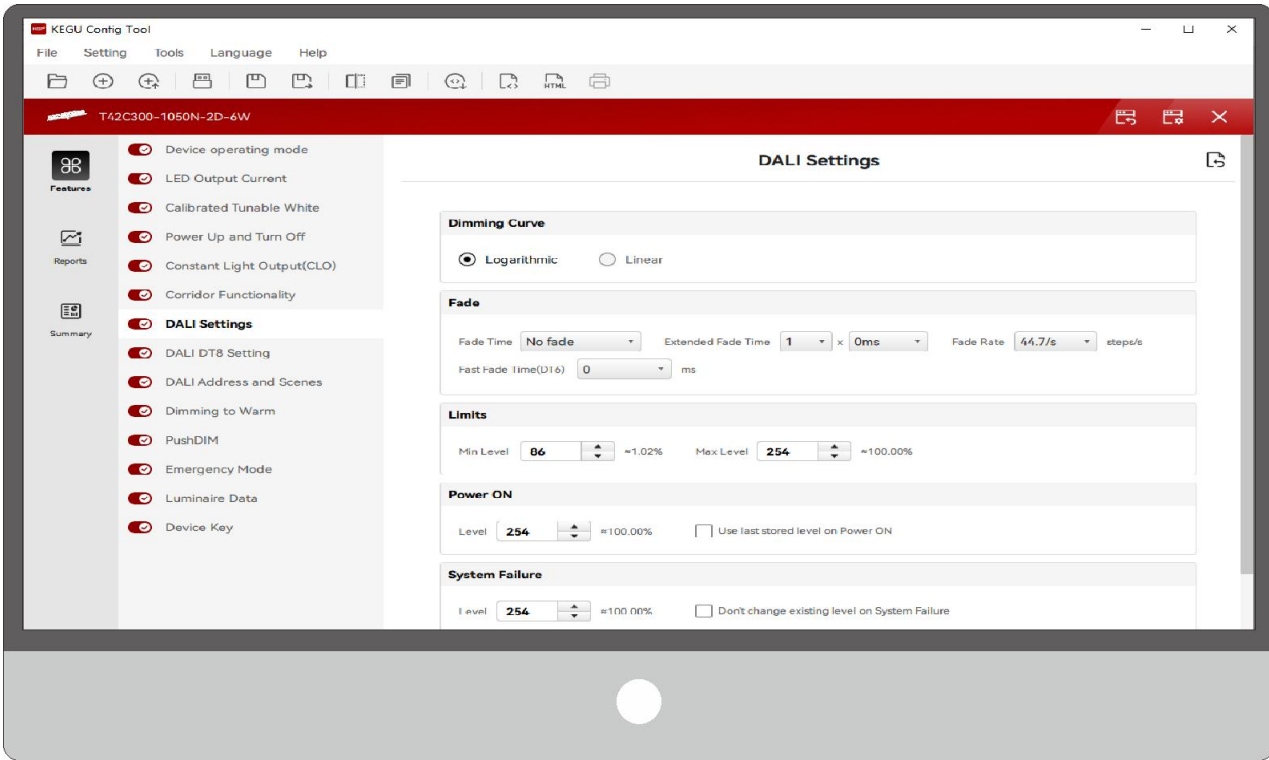 KEGU Config Tool
File Setting Tools Language Help
HTML
T42C300-1050N-2D-6W
Features
Reports
Summary
Device operating mode
LED Output Current
Calibrated Tunable White
Power Up and Turn Off
Constant Light Output(CLO)
Corridor Functionality
DALI Settings
DALI DT8 Setting
DALI Address and Scenes
Dimming to Warm
PushDIM
Emergency Mode
Luminaire Data
Device Key
DALI Settings
Dimming Curve
Logarithmic Linear
Fade
Fade Time No fade Extended Fade Time 1 x 0ms Fade Rate 44.7/s steps/s
Fast Fade Time(DT6) 0 ms
Limits
Min Level 86 ≈1.02% Max Level 254 ≈100.00%
Power ON
Level 254 ≈100.00% Use last stored level on Power ON
System Failure
Level 254 ≈100.00% Don't change existing level on System Failure